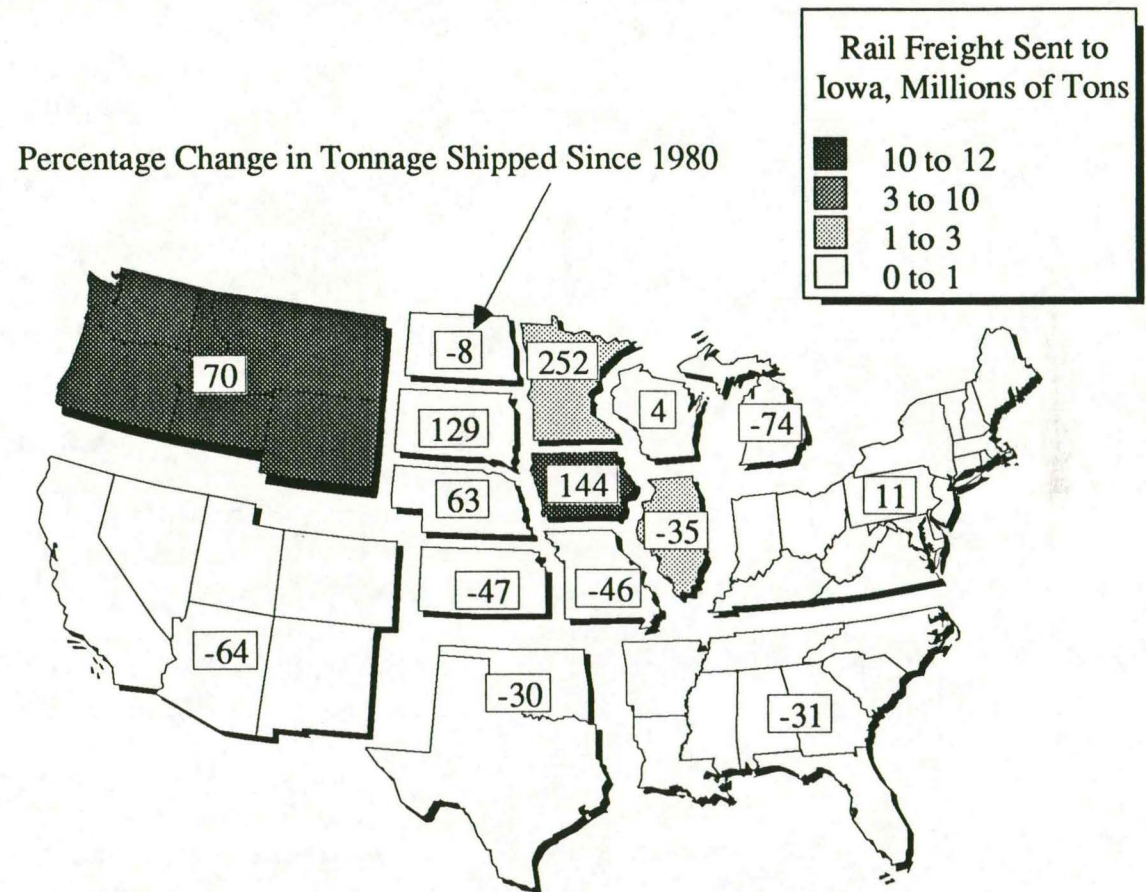 Rail Freight Sent to
Iowa, Millions of Tons
10 to 12
3 to 10
1 to 3
0 to 1
Percentage Change in Tonnage Shipped Since 1980
-8
252
70
4
-74
129
144
63
11
-35
-47
-46
-64
-30
-31